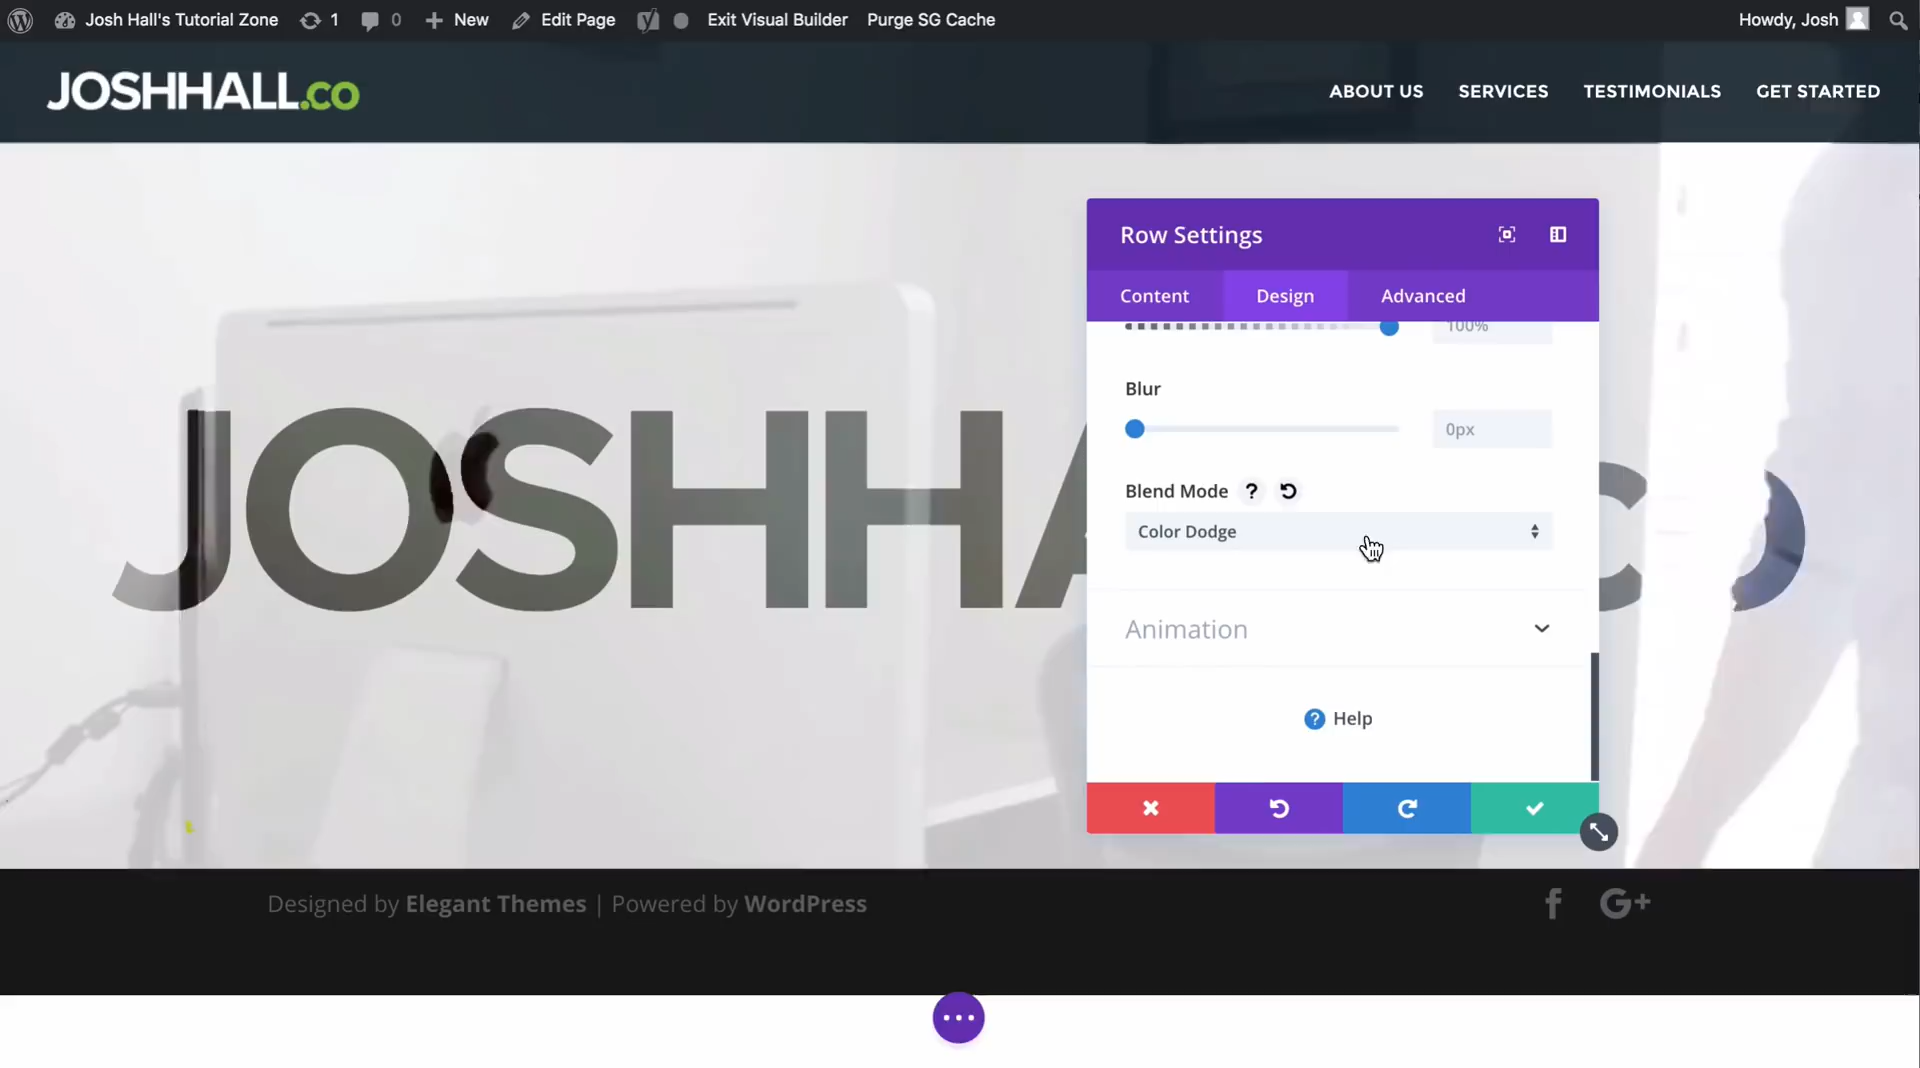 Josh Hall's Tutorial Zone 1 0 New Edit Page Exit Visual Builder Purge SG Cache Howdy, Josh
JOSHHALL.CO ABOUT US SERVICES TESTIMONIALS GET STARTED
Row Settings
Content Design Advanced
100%
Blur
0px
Blend Mode ?
Color Dodge
JOSHHA CO
Animation
? Help
Designed by Elegant Themes | Powered by WordPress
f G+